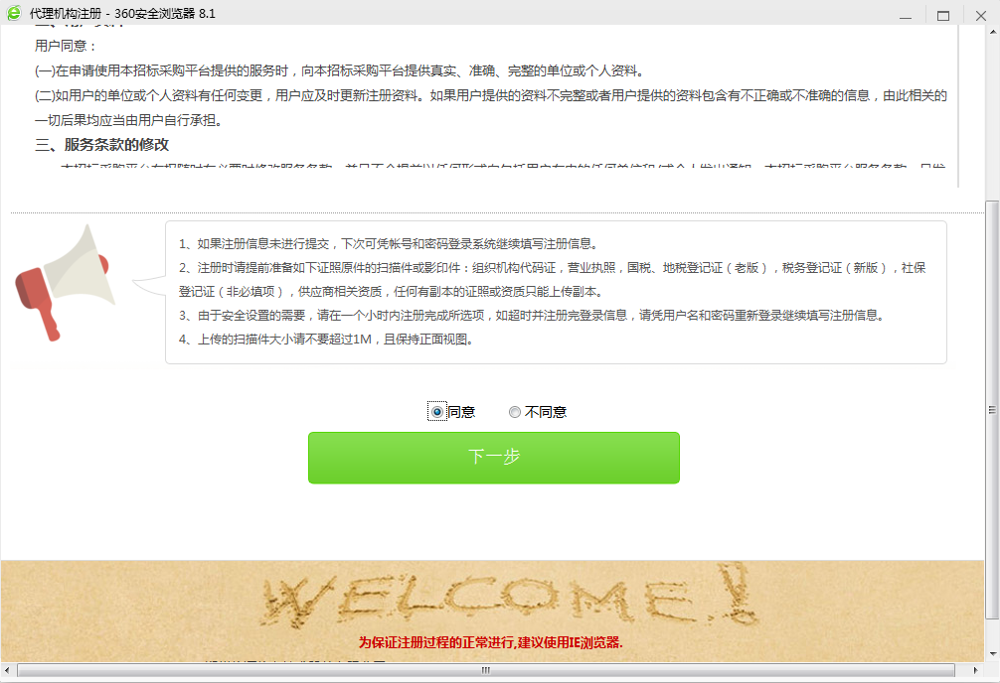 代理机构注册 - 360安全浏览器 8.1
用户同意：
(一)在申请使用本招标采购平台提供的服务时，向本招标采购平台提供真实、准确、完整的单位或个人资料。
(二)如用户的单位或个人资料有任何变更，用户应及时更新注册资料。如果用户提供的资料不完整或者用户提供的资料包含有不正确或不准确的信息，由此相关的
一切后果均应当由用户自行承担。
三、服务条款的修改
1、如果注册信息未进行提交，下次可凭帐号和密码登录系统继续填写注册信息。
2、注册时请提前准备如下证照原件的扫描件或影印件：组织机构代码证，营业执照，国税、地税登记证（老版），税务登记证（新版），社保
登记证（非必填项），供应商相关资质，任何有副本的证照或资质只能上传副本。
3、由于安全设置的需要，请在一个小时内注册完成所选项，如超时并注册完登录信息，请凭用户名和密码重新登录继续填写注册信息。
4、上传的扫描件大小请不要超过1M，且保持正面视图。
同意 不同意
下一步
WELCOME!
为保证注册过程的正常进行,建议使用IE浏览器.